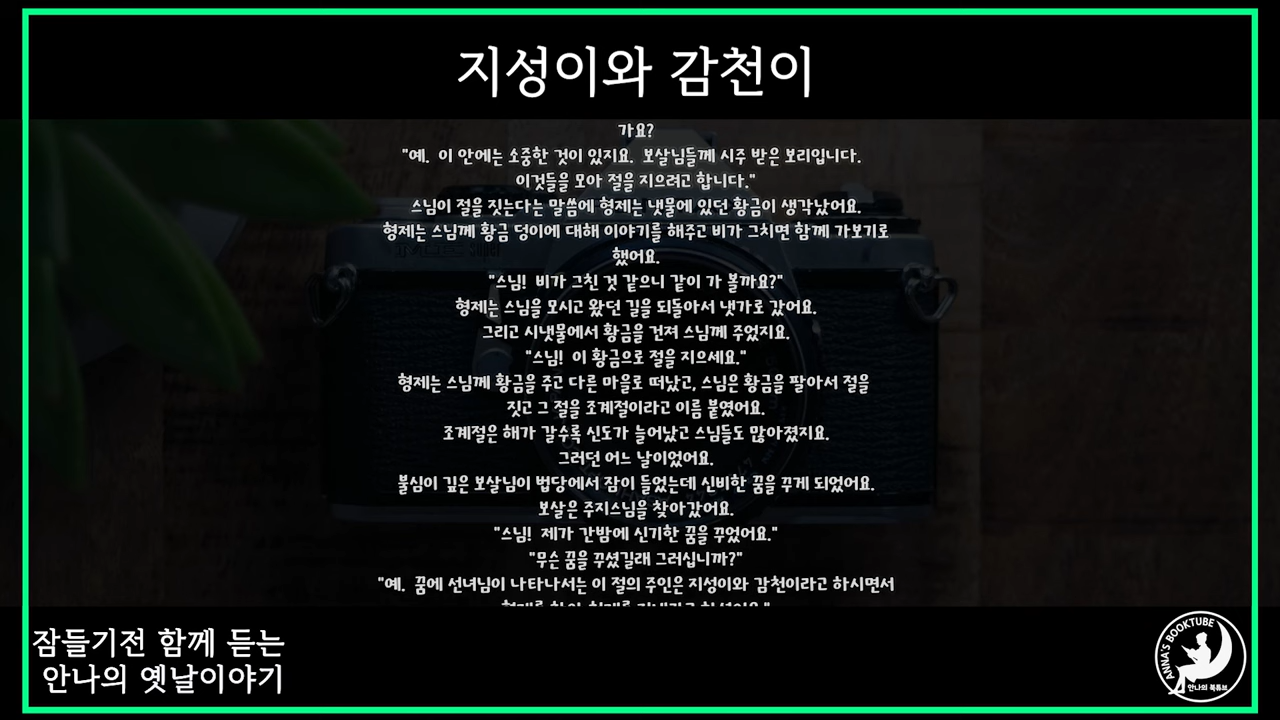 지성이와 감천이
가요?
"예. 이 안에는 소중한 것이 있지요. 보살님들께 시주 받은 보리입니다.
이것들을 모아 절을 지으려고 합니다."
스님이 절을 짓는다는 말씀에 형제는 냇물에 있던 황금이 생각났어요.
형제는 스님께 황금 덩이에 대해 이야기를 해주고 비가 그치면 함께 가보기로
했어요.
"스님! 비가 그친 것 같으니 같이 가 볼까요?"
형제는 스님을 모시고 왔던 길을 되돌아서 냇가로 갔어요.
그리고 시냇물에서 황금을 건져 스님께 주었지요.
"스님! 이 황금으로 절을 지으세요."
형제는 스님께 황금을 주고 다른 마을로 떠났고, 스님은 황금을 팔아서 절을
짓고 그 절을 조계절이라고 이름 붙였어요.
조계절은 해가 갈수록 신도가 늘어났고 스님들도 많아졌지요.
그러던 어느 날이었어요.
불심이 깊은 보살님이 법당에서 잠이 들었는데 신비한 꿈을 꾸게 되었어요.
보살은 주지스님을 찾아갔어요.
"스님! 제가 간밤에 신기한 꿈을 꾸었어요."
"무슨 꿈을 꾸셨길래 그러십니까?"
"예. 꿈에 선녀님이 나타나서는 이 절의 주인은 지성이와 감천이라고 하시면서
잠들기전 함께 듣는
안나의 옛날이야기
ANNA'S BOOKTUBE
안나의 북튜브